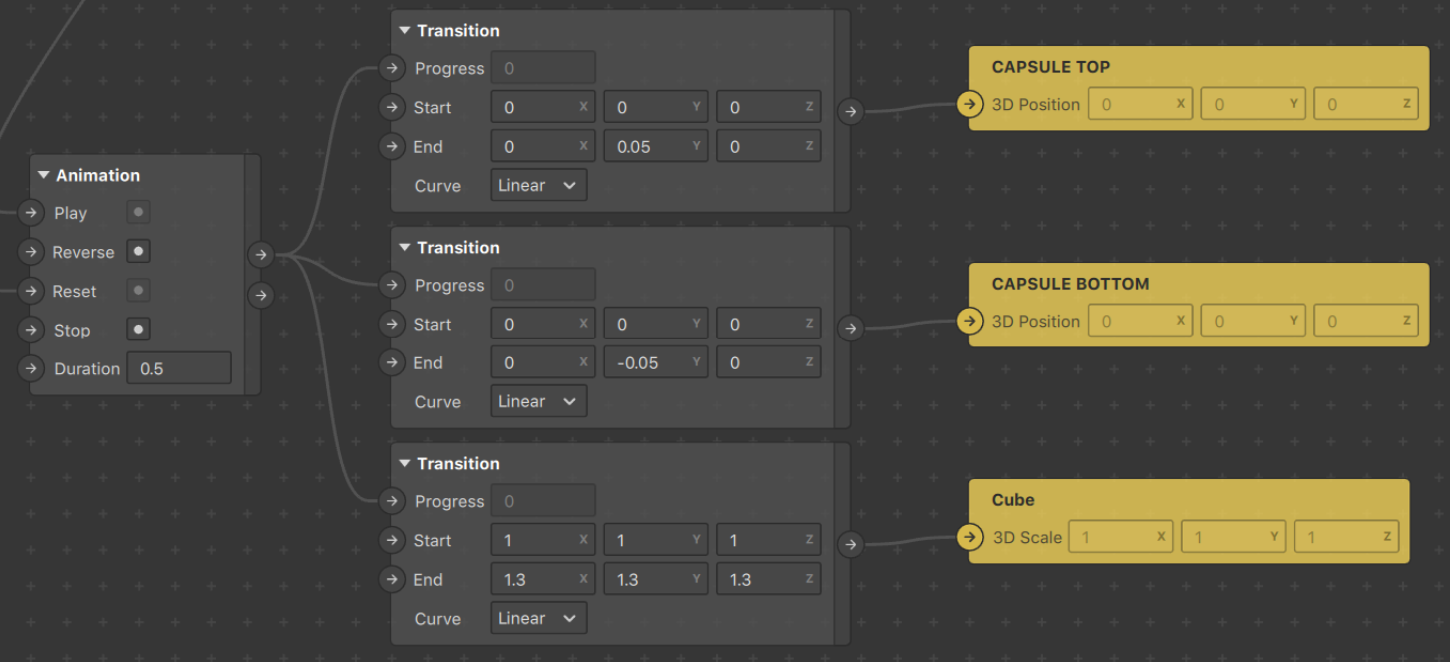 Animation
Play
Reverse
Reset
Stop
Duration 0.5
Transition
Progress 0
Start 0 X 0 Y 0 Z
End 0 X 0.05 Y 0 Z
Curve Linear
CAPSULE TOP
3D Position 0 X 0 Y 0 Z
Transition
Progress 0
Start 0 X 0 Y 0 Z
End 0 X -0.05 Y 0 Z
Curve Linear
CAPSULE BOTTOM
3D Position 0 X 0 Y 0 Z
Transition
Progress 0
Start 1 X 1 Y 1 Z
End 1.3 X 1.3 Y 1.3 Z
Curve Linear
Cube
3D Scale 1 X 1 Y 1 Z